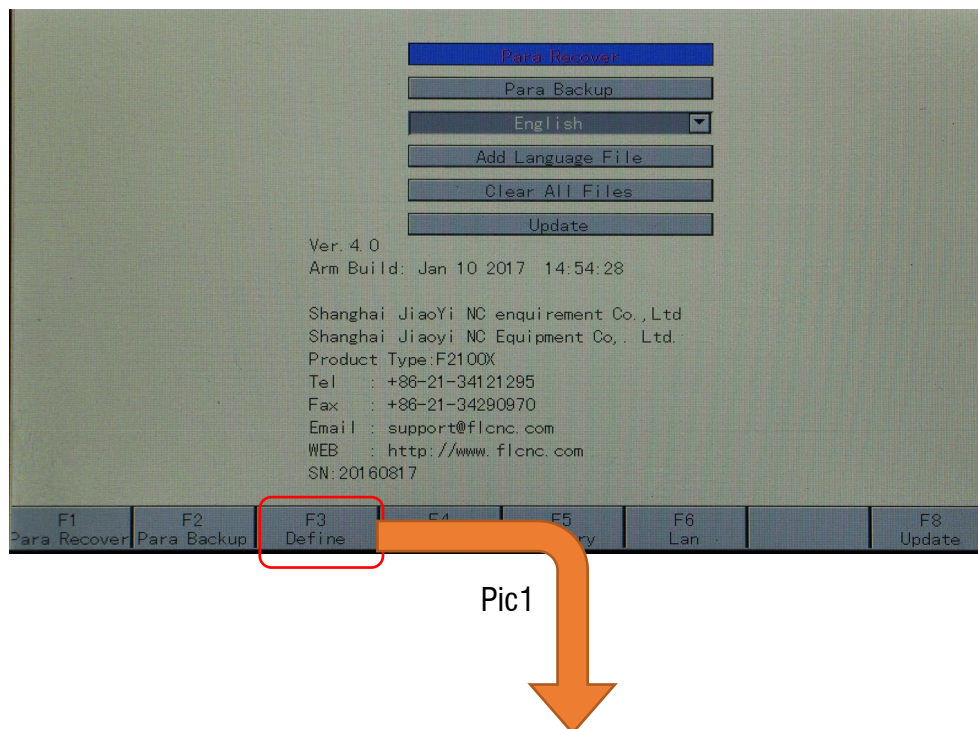 Para Recover
Para Backup
English
Add Language File
Clear All Files
Update
Ver. 4.0
Arm Build: Jan 10 2017 14:54:28
Shanghai JiaoYi NC enquirement Co.,Ltd
Shanghai Jiaoyi NC Equipment Co,. Ltd.
Product Type:F2100X
Tel : +86-21-34121295
Fax : +86-21-34290970
Email : support@flcnc.com
WEB : http://www.flcnc.com
SN:20160817
F1 F2 F3 F4 F5 F6 F8
Para Recover Para Backup Define Lan Update
Pic1